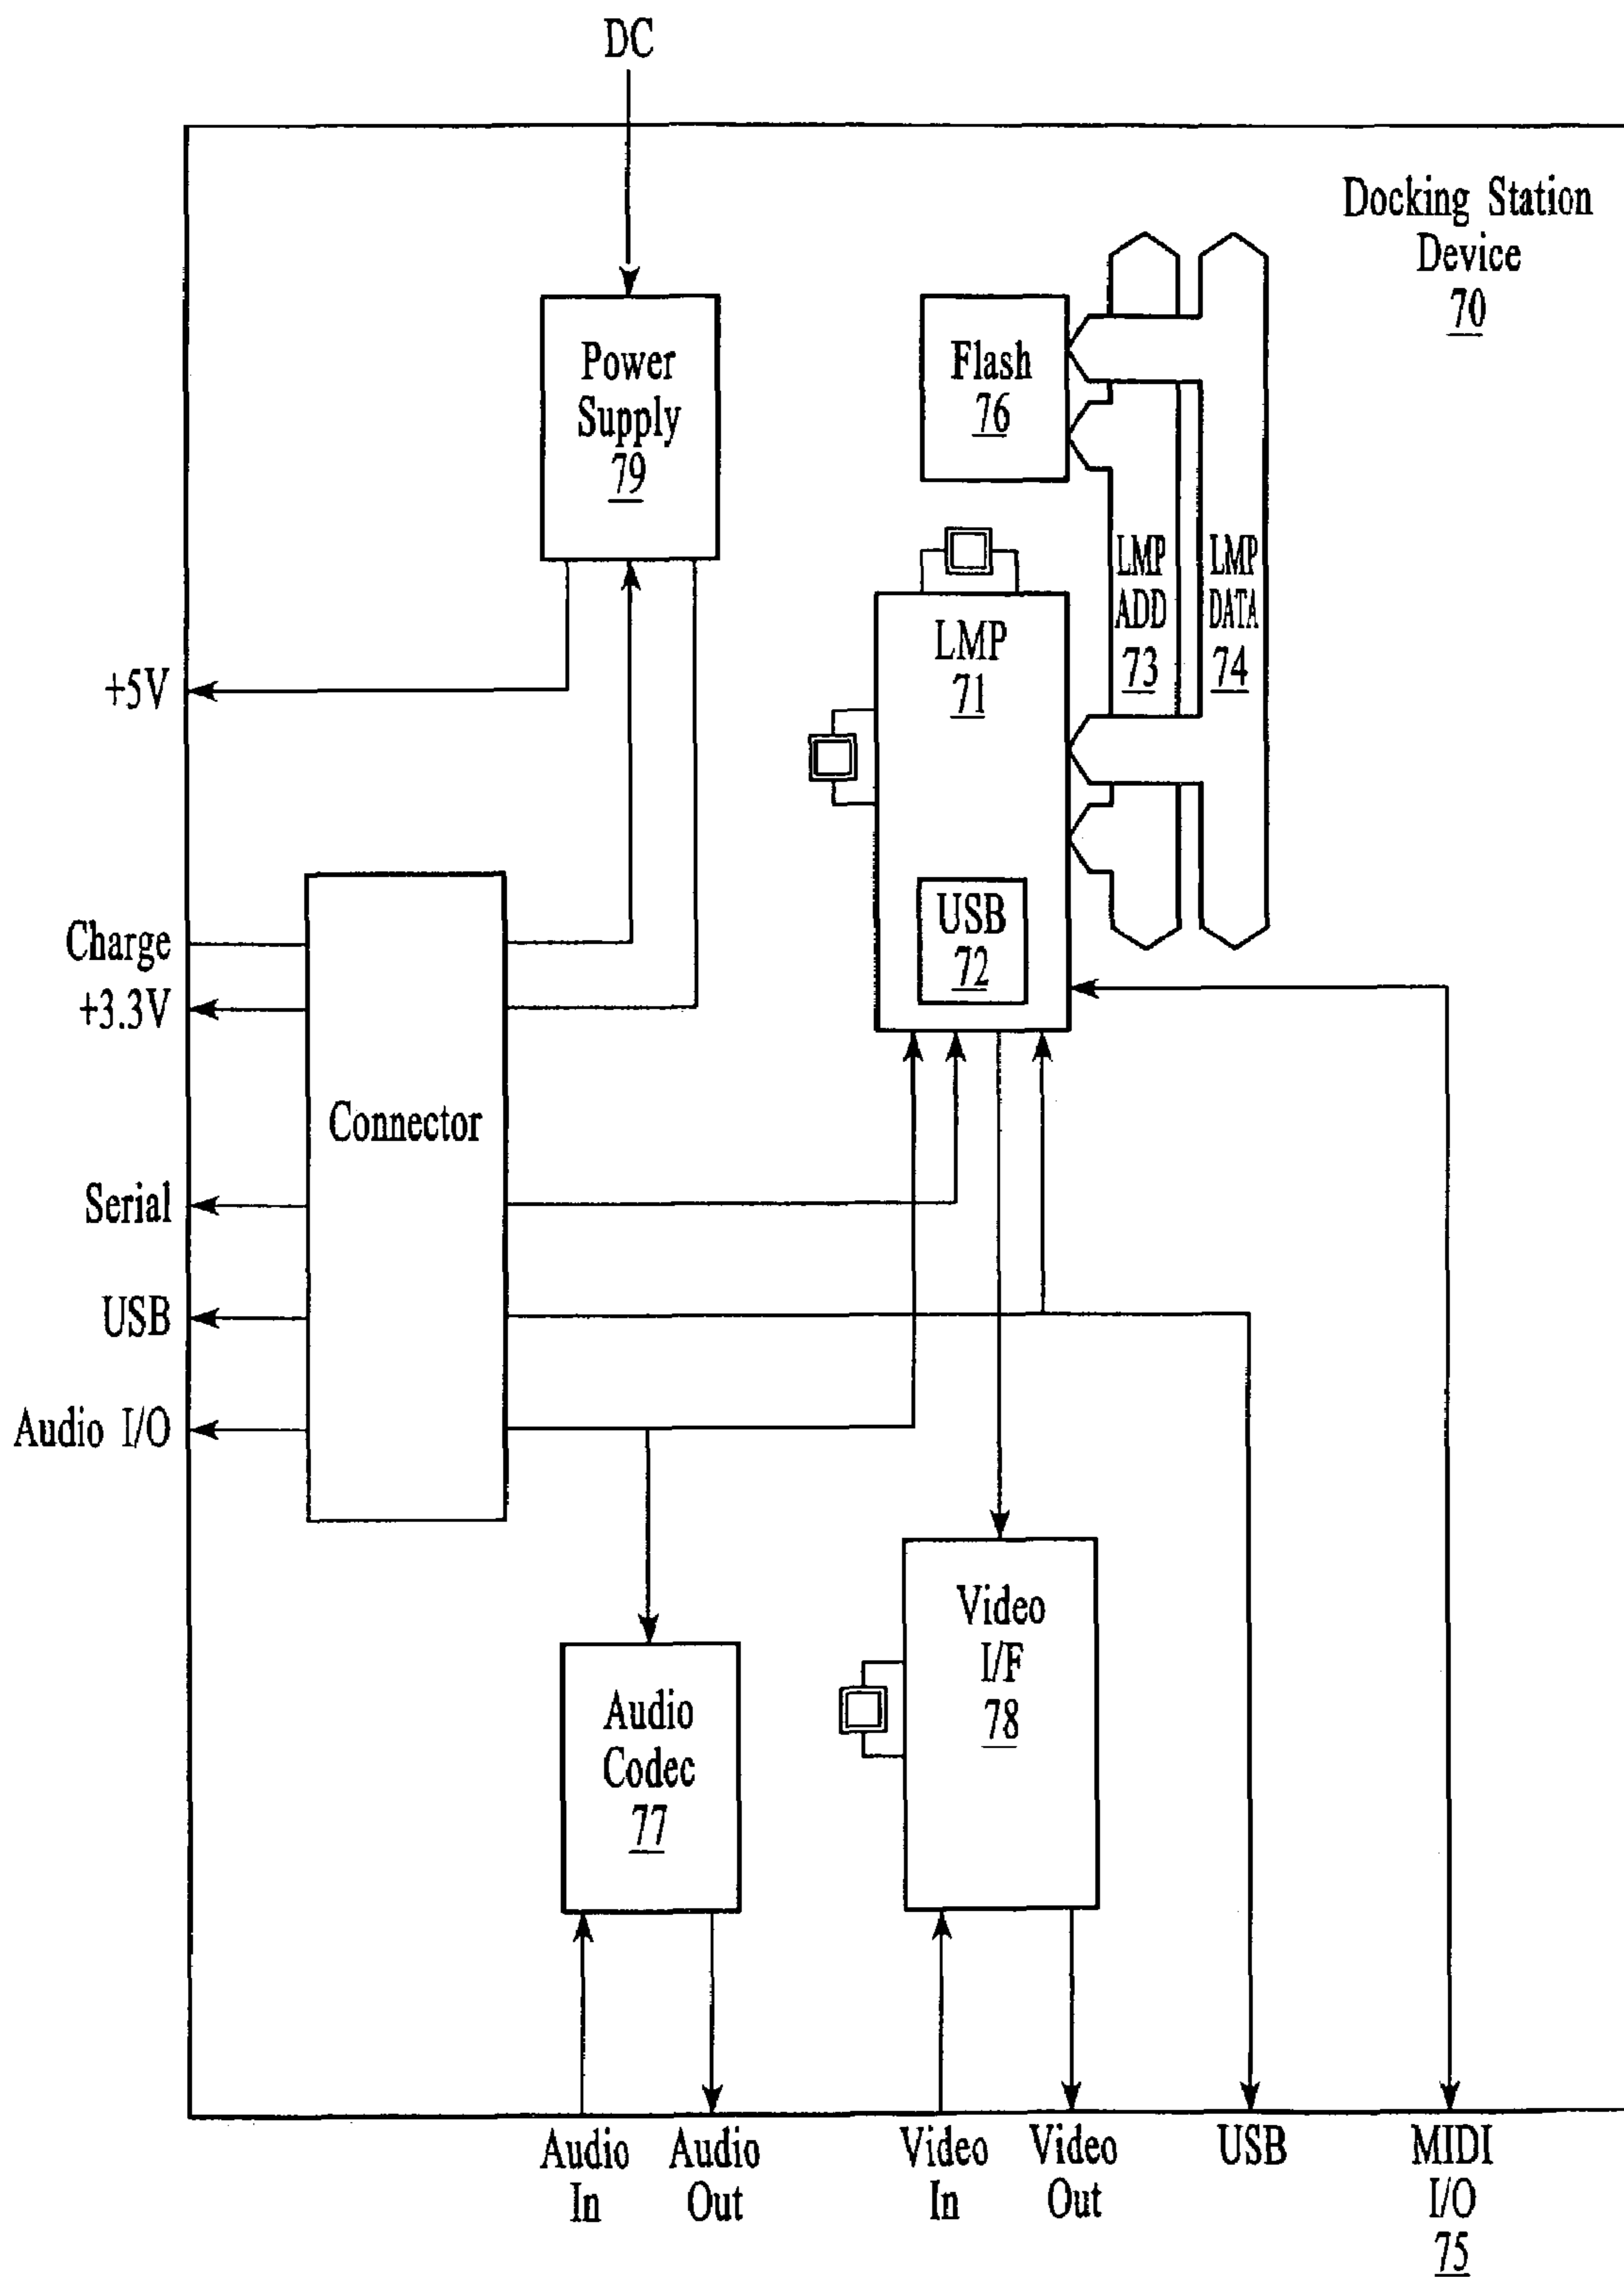 DC
Docking Station
Device
70
Power
Supply
79
Flash
76
LMP
ADD
73
LMP
DATA
74
LMP
71
+5V
USB
72
Charge
+3.3V
Connector
Serial
USB
Audio I/O
Video
I/F
78
Audio
Codec
77
Audio
In
Audio
Out
Video
In
Video
Out
USB
MIDI
I/O
75